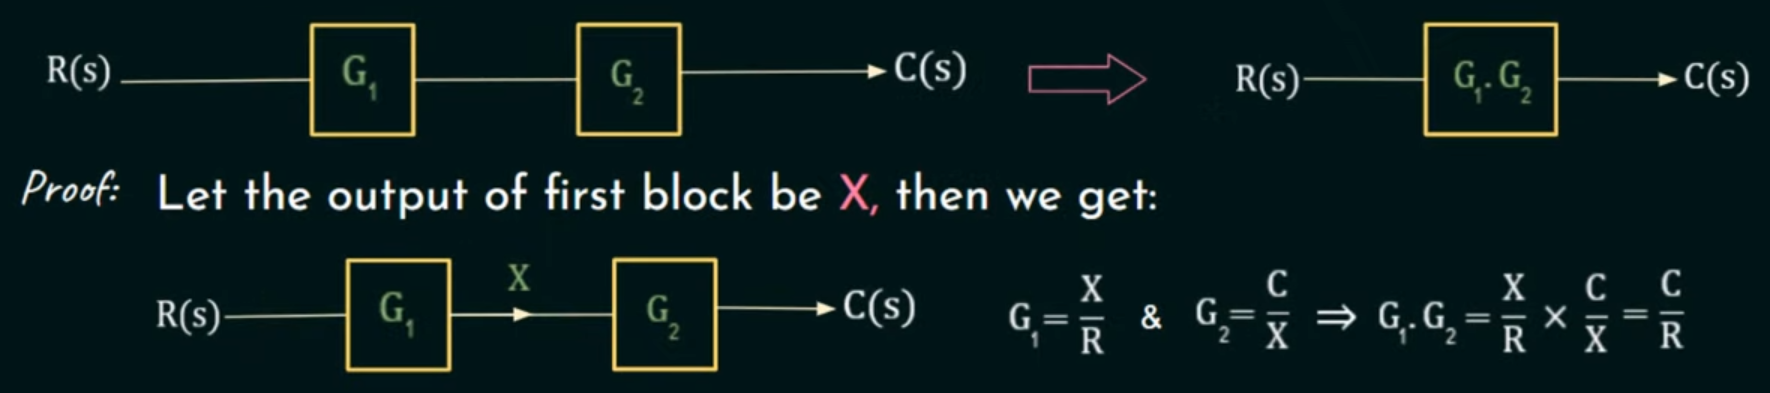 R(s) G₁ G₂ C(s) R(s) G₁.G₂ C(s)
Proof: Let the output of first block be X, then we get:
R(s) G₁ X G₂ C(s) G₁=X/R & G₂=C/X ⇒ G₁.G₂=X/R × C/X = C/R